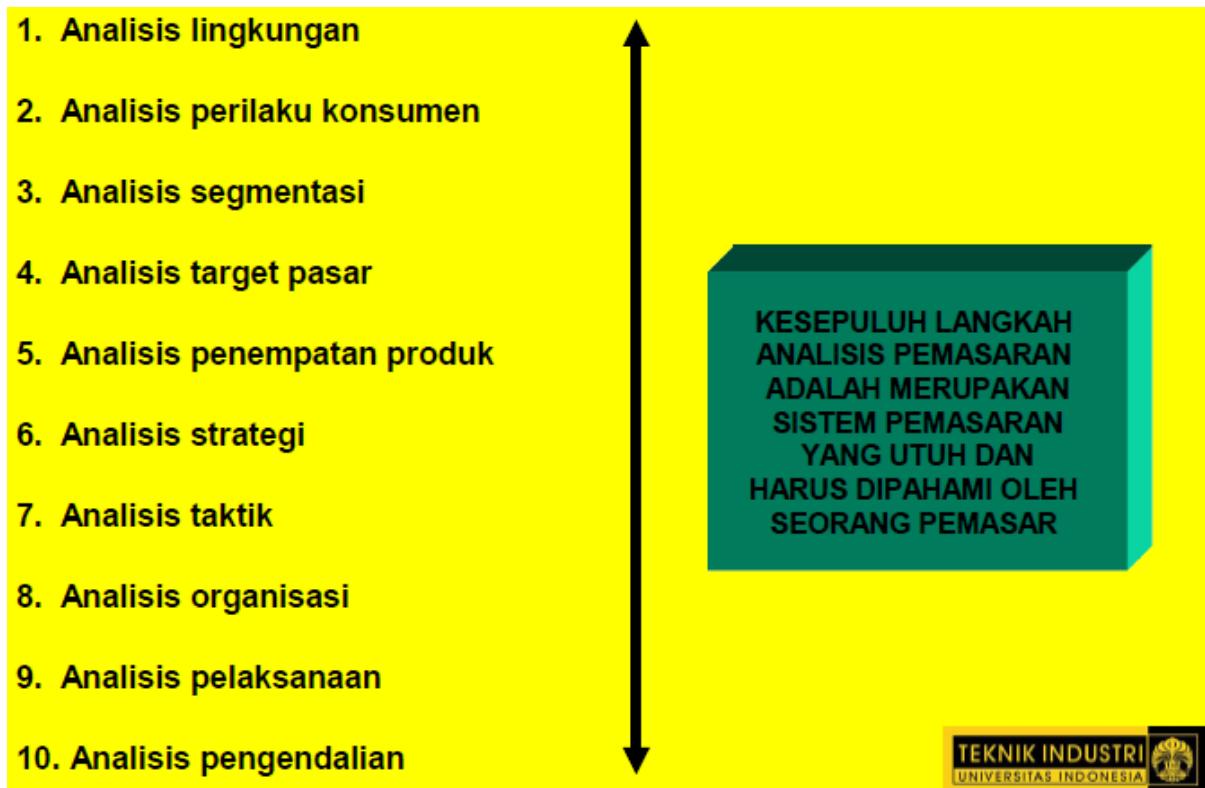 1. Analisis lingkungan
2. Analisis perilaku konsumen
3. Analisis segmentasi
4. Analisis target pasar
5. Analisis penempatan produk
6. Analisis strategi
7. Analisis taktik
8. Analisis organisasi
9. Analisis pelaksanaan
10. Analisis pengendalian
KESEPULUH LANGKAH
ANALISIS PEMASARAN
ADALAH MERUPAKAN
SISTEM PEMASARAN
YANG UTUH DAN
HARUS DIPAHAMI OLEH
SEORANG PEMASAR
TEKNIK INDUSTRI
UNIVERSITAS INDONESIA